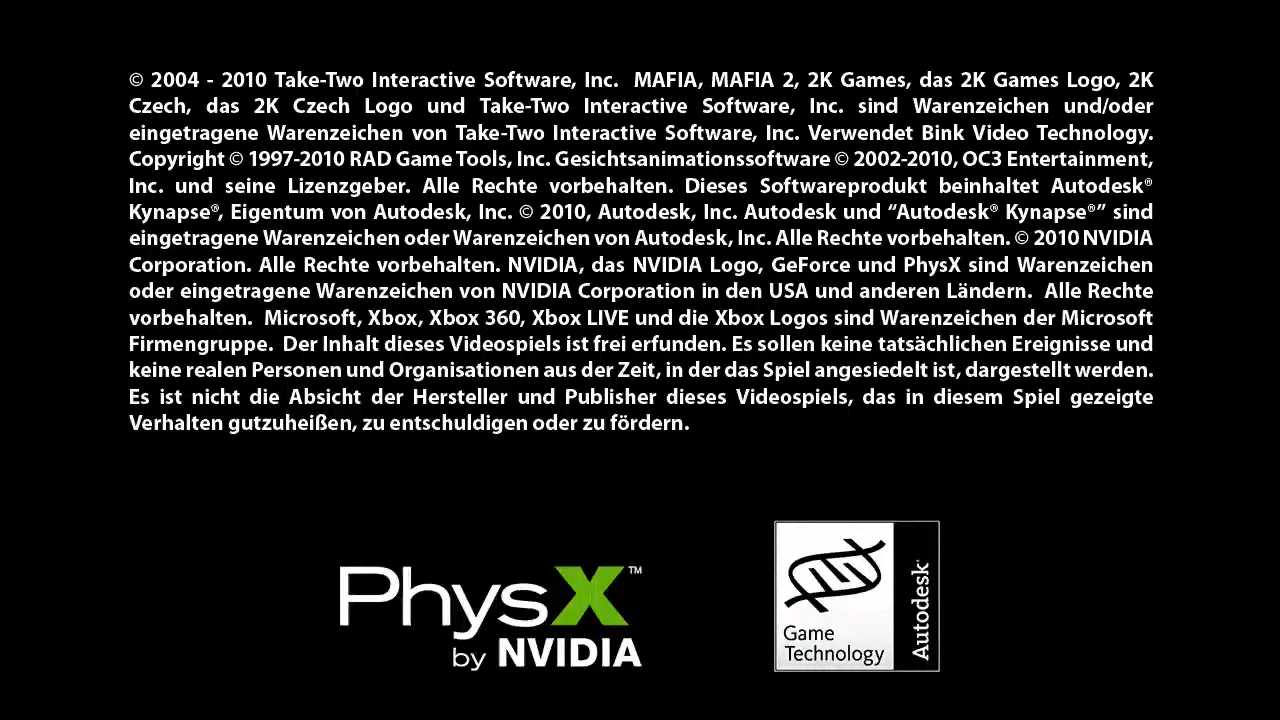 © 2004 - 2010 Take-Two Interactive Software, Inc.  MAFIA, MAFIA 2, 2K Games, das 2K Games Logo, 2K
Czech, das 2K Czech Logo und Take-Two Interactive Software, Inc. sind Warenzeichen und/oder
eingetragene Warenzeichen von Take-Two Interactive Software, Inc. Verwendet Bink Video Technology.
Copyright © 1997-2010 RAD Game Tools, Inc. Gesichtsanimationssoftware © 2002-2010, OC3 Entertainment,
Inc. und seine Lizenzgeber. Alle Rechte vorbehalten. Dieses Softwareprodukt beinhaltet Autodesk®
Kynapse®, Eigentum von Autodesk, Inc. © 2010, Autodesk, Inc. Autodesk und “Autodesk® Kynapse®” sind
eingetragene Warenzeichen oder Warenzeichen von Autodesk, Inc. Alle Rechte vorbehalten. © 2010 NVIDIA
Corporation. Alle Rechte vorbehalten. NVIDIA, das NVIDIA Logo, GeForce und PhysX sind Warenzeichen
oder eingetragene Warenzeichen von NVIDIA Corporation in den USA und anderen Ländern.  Alle Rechte
vorbehalten.  Microsoft, Xbox, Xbox 360, Xbox LIVE und die Xbox Logos sind Warenzeichen der Microsoft
Firmengruppe.  Der Inhalt dieses Videospiels ist frei erfunden. Es sollen keine tatsächlichen Ereignisse und
keine realen Personen und Organisationen aus der Zeit, in der das Spiel angesiedelt ist, dargestellt werden.
Es ist nicht die Absicht der Hersteller und Publisher dieses Videospiels, das in diesem Spiel gezeigte
Verhalten gutzuheißen, zu entschuldigen oder zu fördern.
PhysX™
by NVIDIA
Game
Technology
Autodesk®